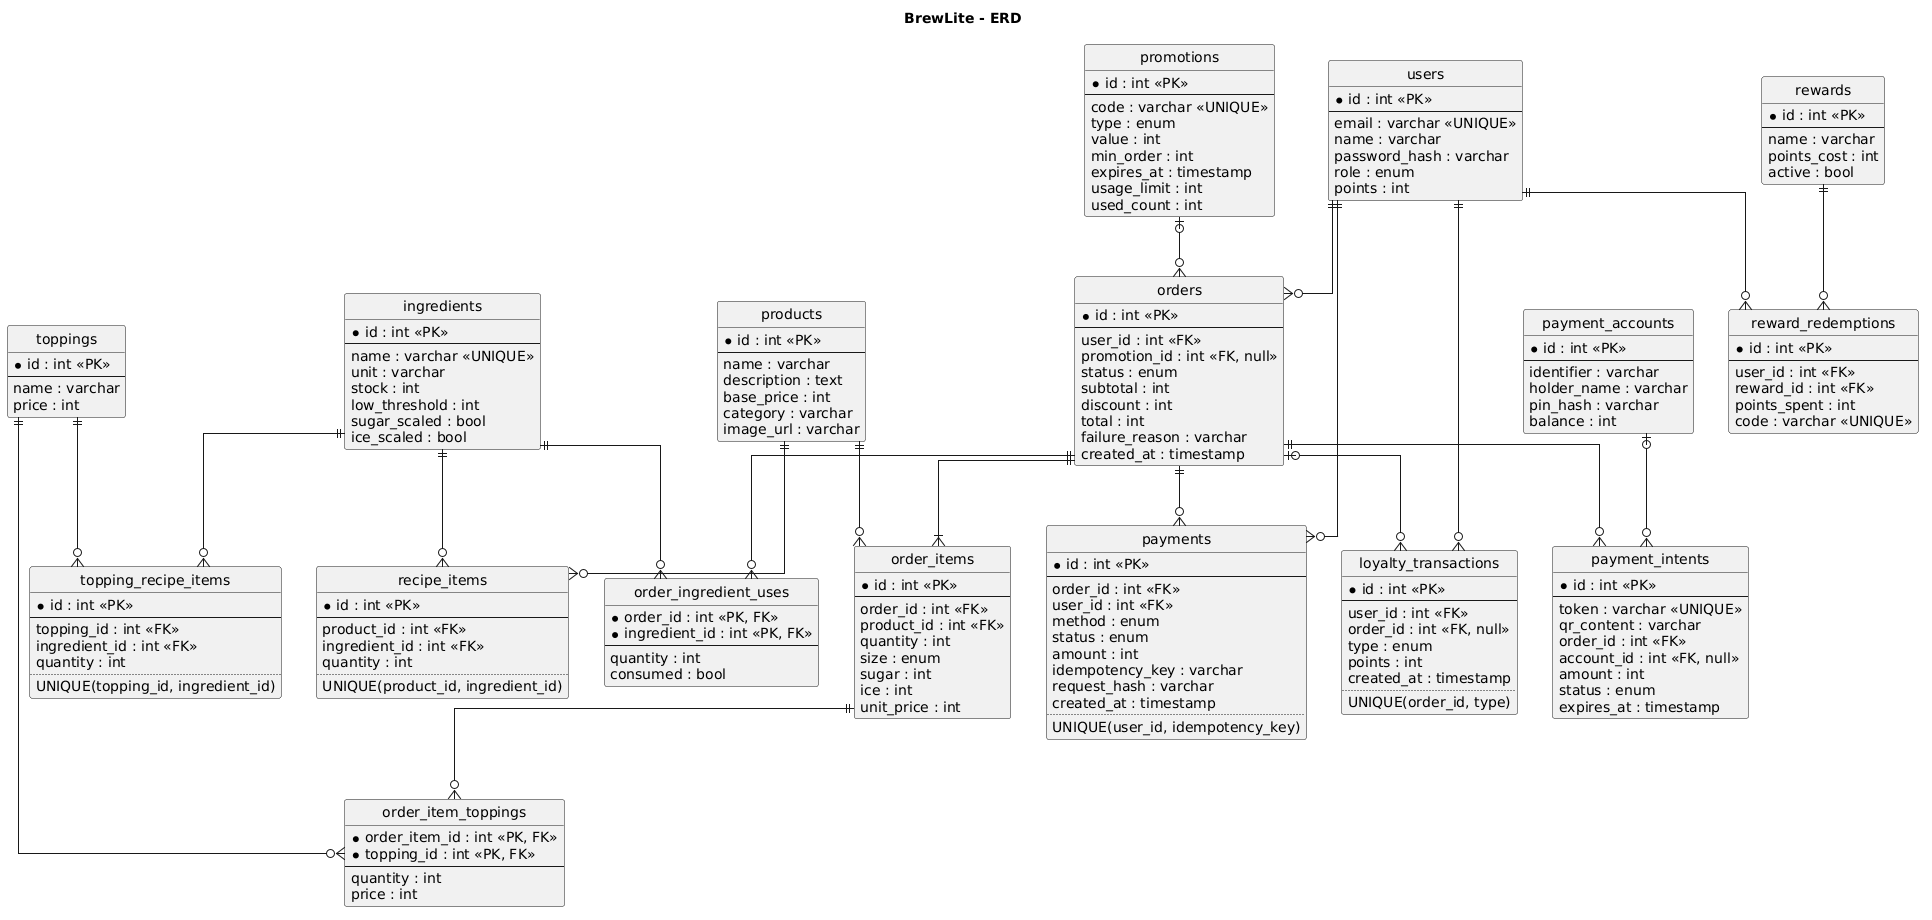 BrewLite - ERD
promotions
id : int «PK»
code : varchar «UNIQUE»
type : enum
value : int
min_order : int
expires_at : timestamp
usage_limit : int
used_count : int
users
id : int «PK»
email : varchar «UNIQUE»
name : varchar
password_hash : varchar
role : enum
points : int
rewards
id : int «PK»
name : varchar
points_cost : int
active : bool
toppings
id : int «PK»
name : varchar
price : int
ingredients
id : int «PK»
name : varchar «UNIQUE»
unit : varchar
stock : int
low_threshold : int
sugar_scaled : bool
ice_scaled : bool
products
id : int «PK»
name : varchar
description : text
base_price : int
category : varchar
image_url : varchar
orders
id : int «PK»
user_id : int «FK»
promotion_id : int «FK, null»
status : enum
subtotal : int
discount : int
total : int
failure_reason : varchar
created_at : timestamp
payment_accounts
id : int «PK»
identifier : varchar
holder_name : varchar
pin_hash : varchar
balance : int
reward_redemptions
id : int «PK»
user_id : int «FK»
reward_id : int «FK»
points_spent : int
code : varchar «UNIQUE»
topping_recipe_items
id : int «PK»
topping_id : int «FK»
ingredient_id : int «FK»
quantity : int
UNIQUE(topping_id, ingredient_id)
recipe_items
id : int «PK»
product_id : int «FK»
ingredient_id : int «FK»
quantity : int
UNIQUE(product_id, ingredient_id)
order_ingredient_uses
order_id : int «PK, FK»
ingredient_id : int «PK, FK»
quantity : int
consumed : bool
order_items
id : int «PK»
order_id : int «FK»
product_id : int «FK»
quantity : int
size : enum
sugar : int
ice : int
unit_price : int
payments
id : int «PK»
order_id : int «FK»
user_id : int «FK»
method : enum
status : enum
amount : int
idempotency_key : varchar
request_hash : varchar
created_at : timestamp
UNIQUE(user_id, idempotency_key)
loyalty_transactions
id : int «PK»
user_id : int «FK»
order_id : int «FK, null»
type : enum
points : int
created_at : timestamp
UNIQUE(order_id, type)
payment_intents
id : int «PK»
token : varchar «UNIQUE»
qr_content : varchar
order_id : int «FK»
account_id : int «FK, null»
amount : int
status : enum
expires_at : timestamp
order_item_toppings
order_item_id : int «PK, FK»
topping_id : int «PK, FK»
quantity : int
price : int